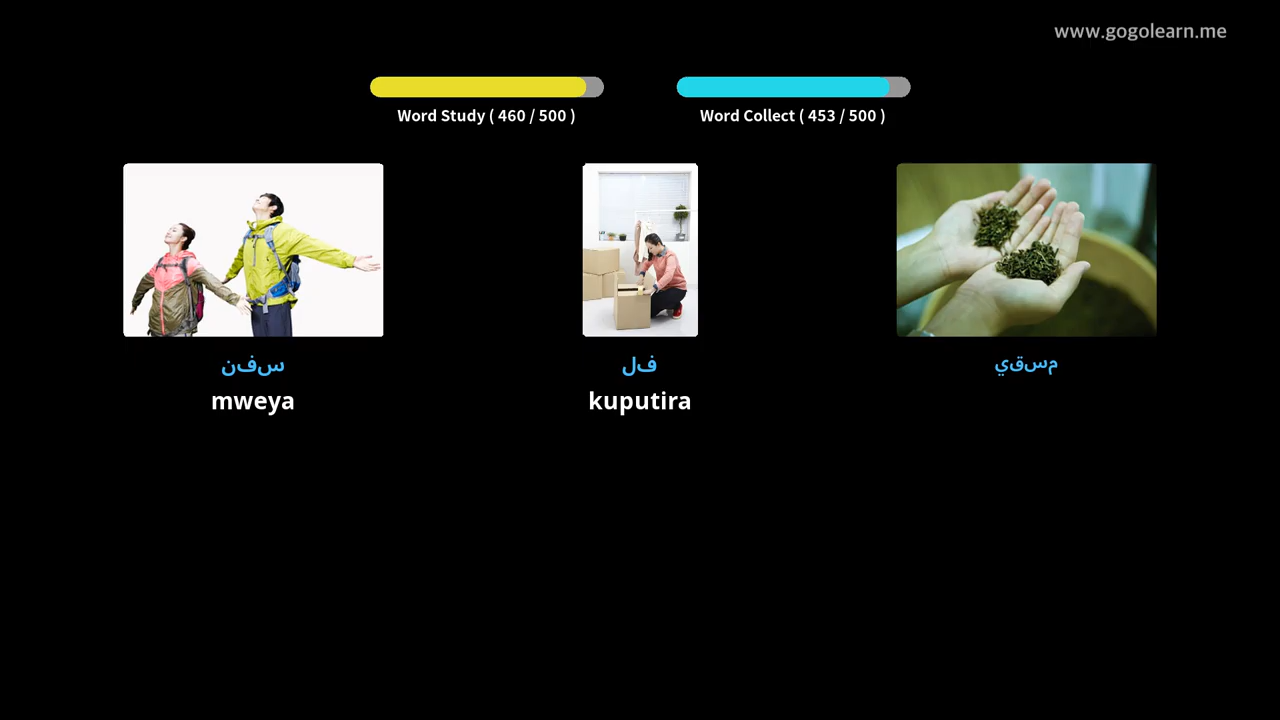 www.gogolearn.me
Word Study ( 460 / 500 )
Word Collect ( 453 / 500 )
سفن
فل
مسقي
mweya
kuputira